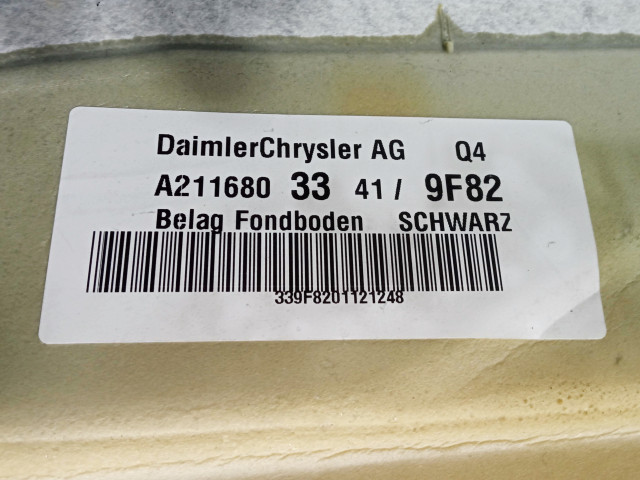 DaimlerChrysler AG Q4
A211680 33 41 / 9F82
Belag Fondboden SCHWARZ
339F8201121248